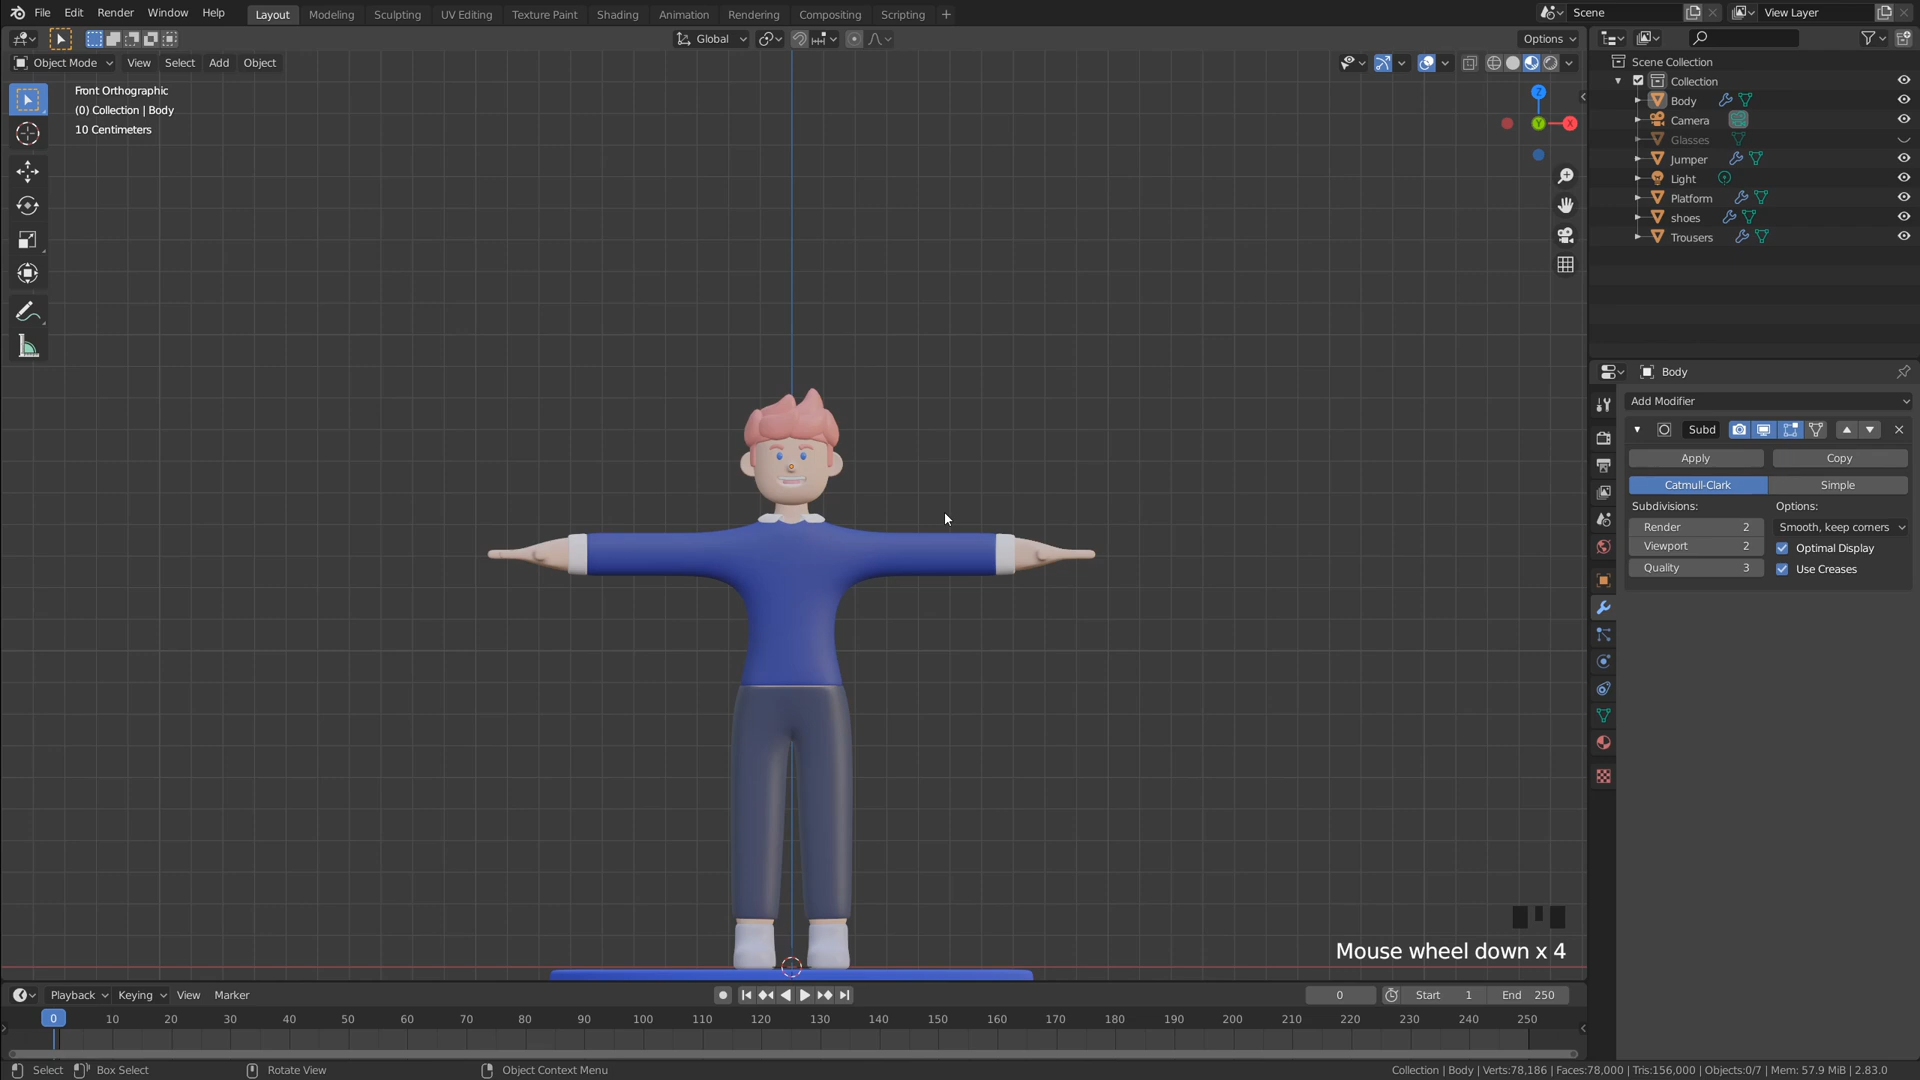 File Edit Render Window Help Layout Modeling Sculpting UV Editing Texture Paint Shading Animation Rendering Compositing Scripting + Scene View Layer
Global Options
Object Mode View Select Add Object
Front Orthographic
(0) Collection | Body
10 Centimeters
Z
Y
X
Scene Collection
Collection
Body
Camera
Glasses
Jumper
Light
Platform
shoes
Trousers
Body
Add Modifier
Subd
Apply Copy
Catmull-Clark Simple
Subdivisions: Options:
Render 2 Smooth, keep corners
Viewport 2 Optimal Display
Quality 3 Use Creases
Mouse wheel down x 4
Playback Keying View Marker 0 Start 1 End 250
0 10 20 30 40 50 60 70 80 90 100 110 120 130 140 150 160 170 180 190 200 210 220 230 240 250
Select Box Select Rotate View Object Context Menu Collection | Body | Verts:78,186 | Faces:78,000 | Tris:156,000 | Objects:0/7 | Mem: 57.9 MiB | 2.83.0